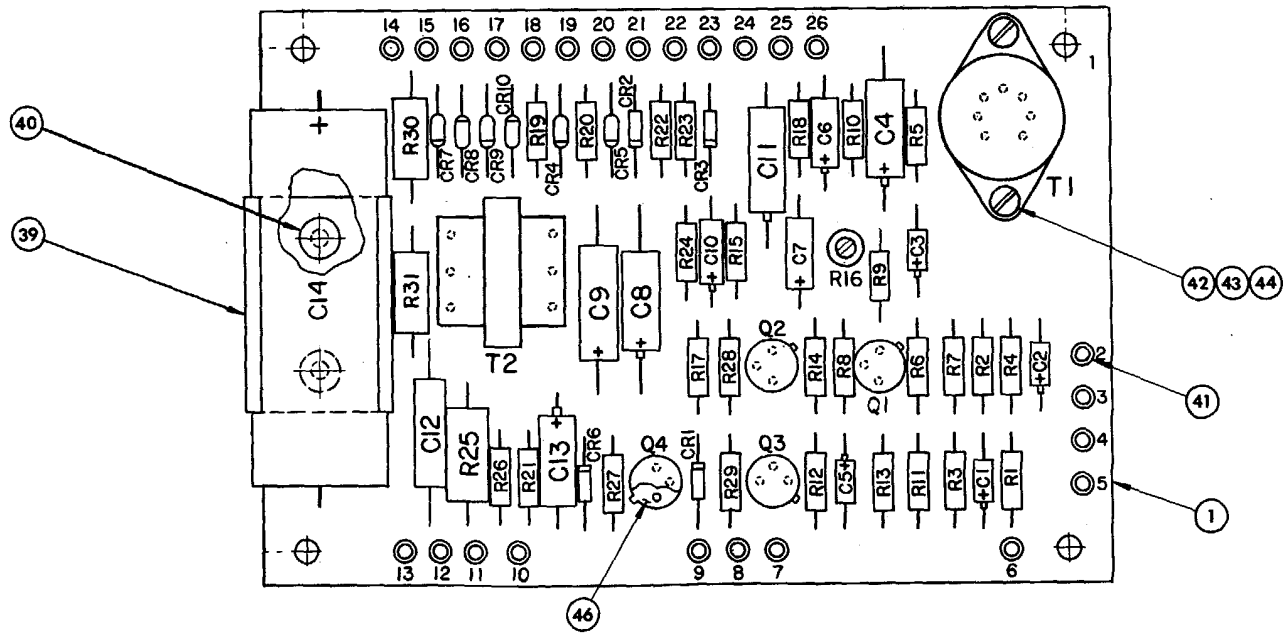 14 15 16 17 18 19 20 21 22 23 24 25 26
1
40
+
R30
CR7
CR8
CR9
CR10
R19
CR4
R20
CR5
CR2
R22
R23
CR3
C11
R18
C6
+
R10
C4
+
R5
T1
39
C14
R31
T2
C9
+
C8
+
R24
C10
+
R15
C7
+
R16
R9
C3
+
42 43 44
R17
R28
Q2
R14
R8
Q1
R6
R7
R2
R4
C2
+
2
3
4
5
41
C12
R25
R26
R21
C13
+
CR6
R27
Q4
CR1
R29
Q3
R12
C5
+
R13
R11
R3
C1
+
R1
1
13 12 11 10 9 8 7 6
46